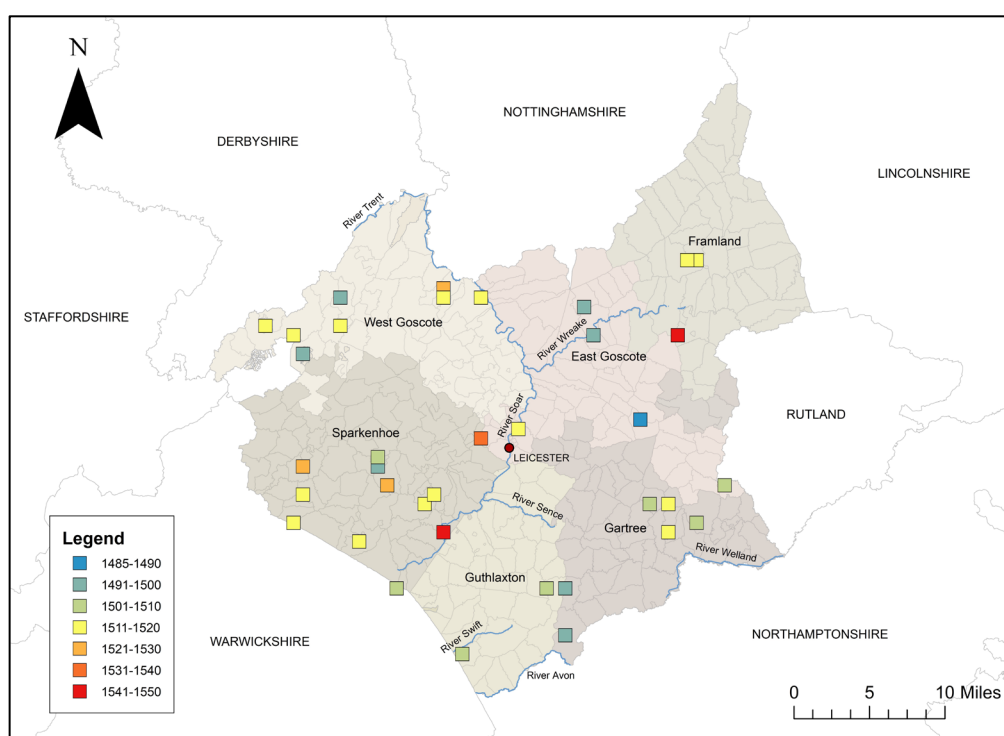 N
NOTTINGHAMSHIRE
DERBYSHIRE
LINCOLNSHIRE
River Trent
Framland
STAFFORDSHIRE
West Goscote
River Wreake
East Goscote
RUTLAND
River Soar
Sparkenhoe
LEICESTER
River Sence
Gartree
River Welland
Guthlaxton
WARWICKSHIRE
River Swift
NORTHAMPTONSHIRE
River Avon
Legend
1485-1490
1491-1500
1501-1510
1511-1520
1521-1530
1531-1540
1541-1550
0 5 10 Miles